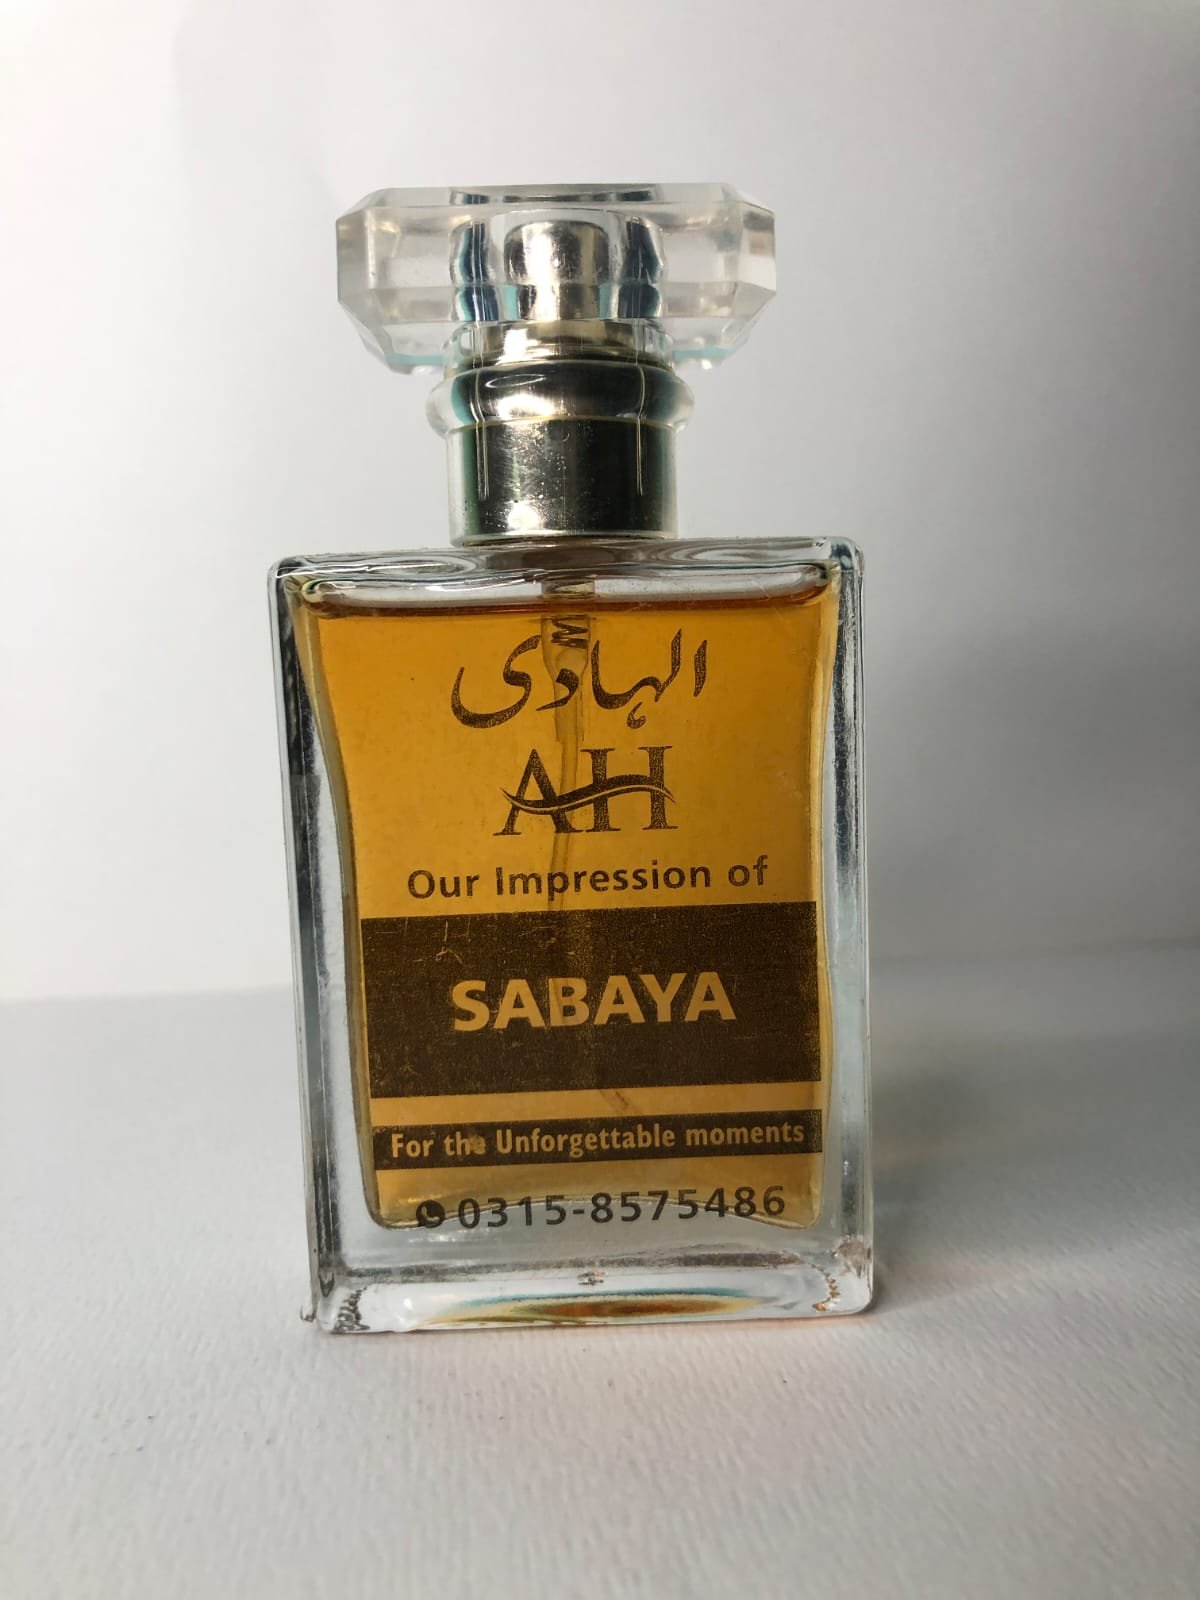 الہادی
AH
Our Impression of
SABAYA
For the Unforgettable moments
0315-8575486